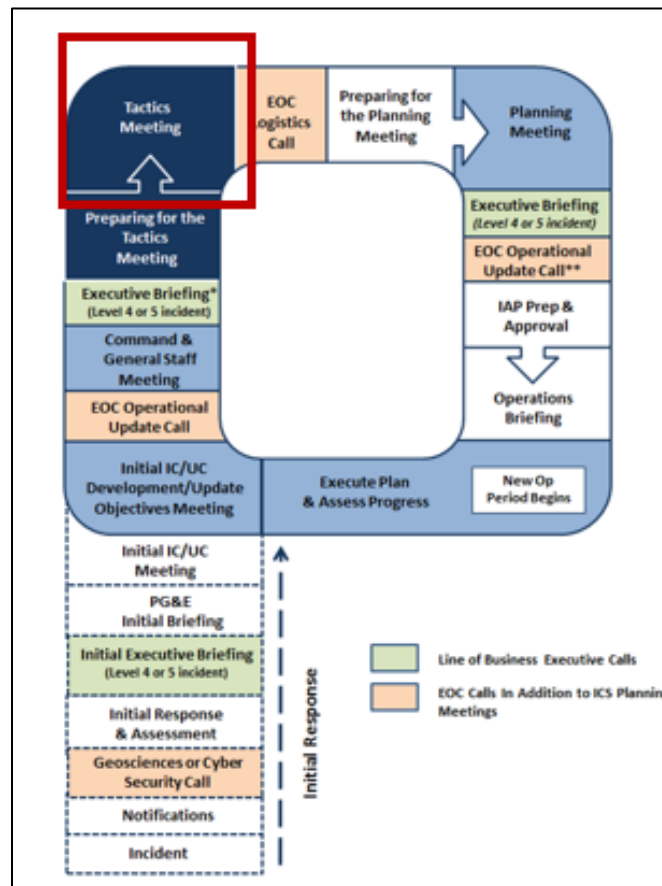 Tactics
Meeting
EOC
Logistics
Call
Preparing for
the Planning
Meeting
Planning
Meeting
Preparing for the
Tactics
Meeting
Executive Briefing*
(Level 4 or 5 incident)
Command &
General Staff
Meeting
EOC Operational
Update Call
Executive Briefing
(Level 4 or 5 incident)
EOC Operational
Update Call**
IAP Prep &
Approval
Operations
Briefing
Initial IC/UC
Development/Update
Objectives Meeting
Execute Plan
& Assess Progress
New Op
Period Begins
Initial IC/UC
Meeting
PG&E
Initial Briefing
Initial Executive Briefing
(Level 4 or 5 incident)
Initial Response
& Assessment
Geosciences or Cyber
Security Call
Notifications
Incident
Initial Response
Line of Business Executive Calls
EOC Calls In Addition to ICS Planning
Meetings